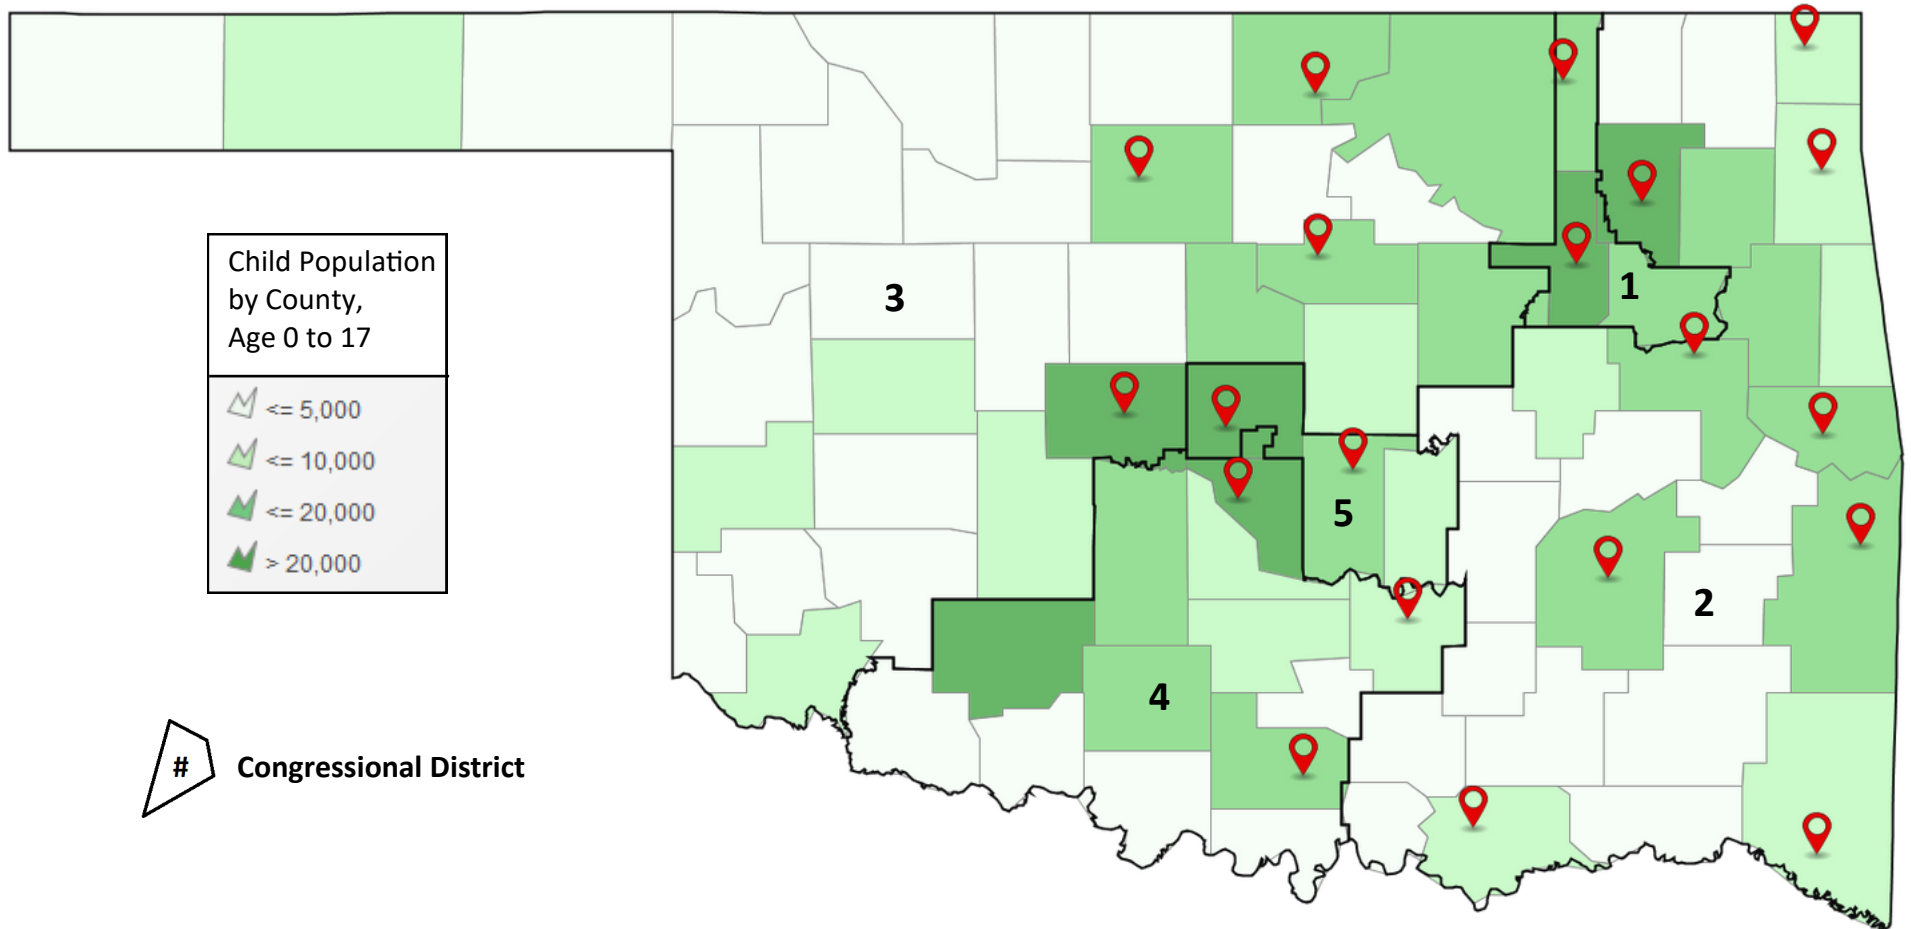 Child Population
by County,
Age 0 to 17
<= 5,000
<= 10,000
<= 20,000
> 20,000
# Congressional District
3
1
5
2
4